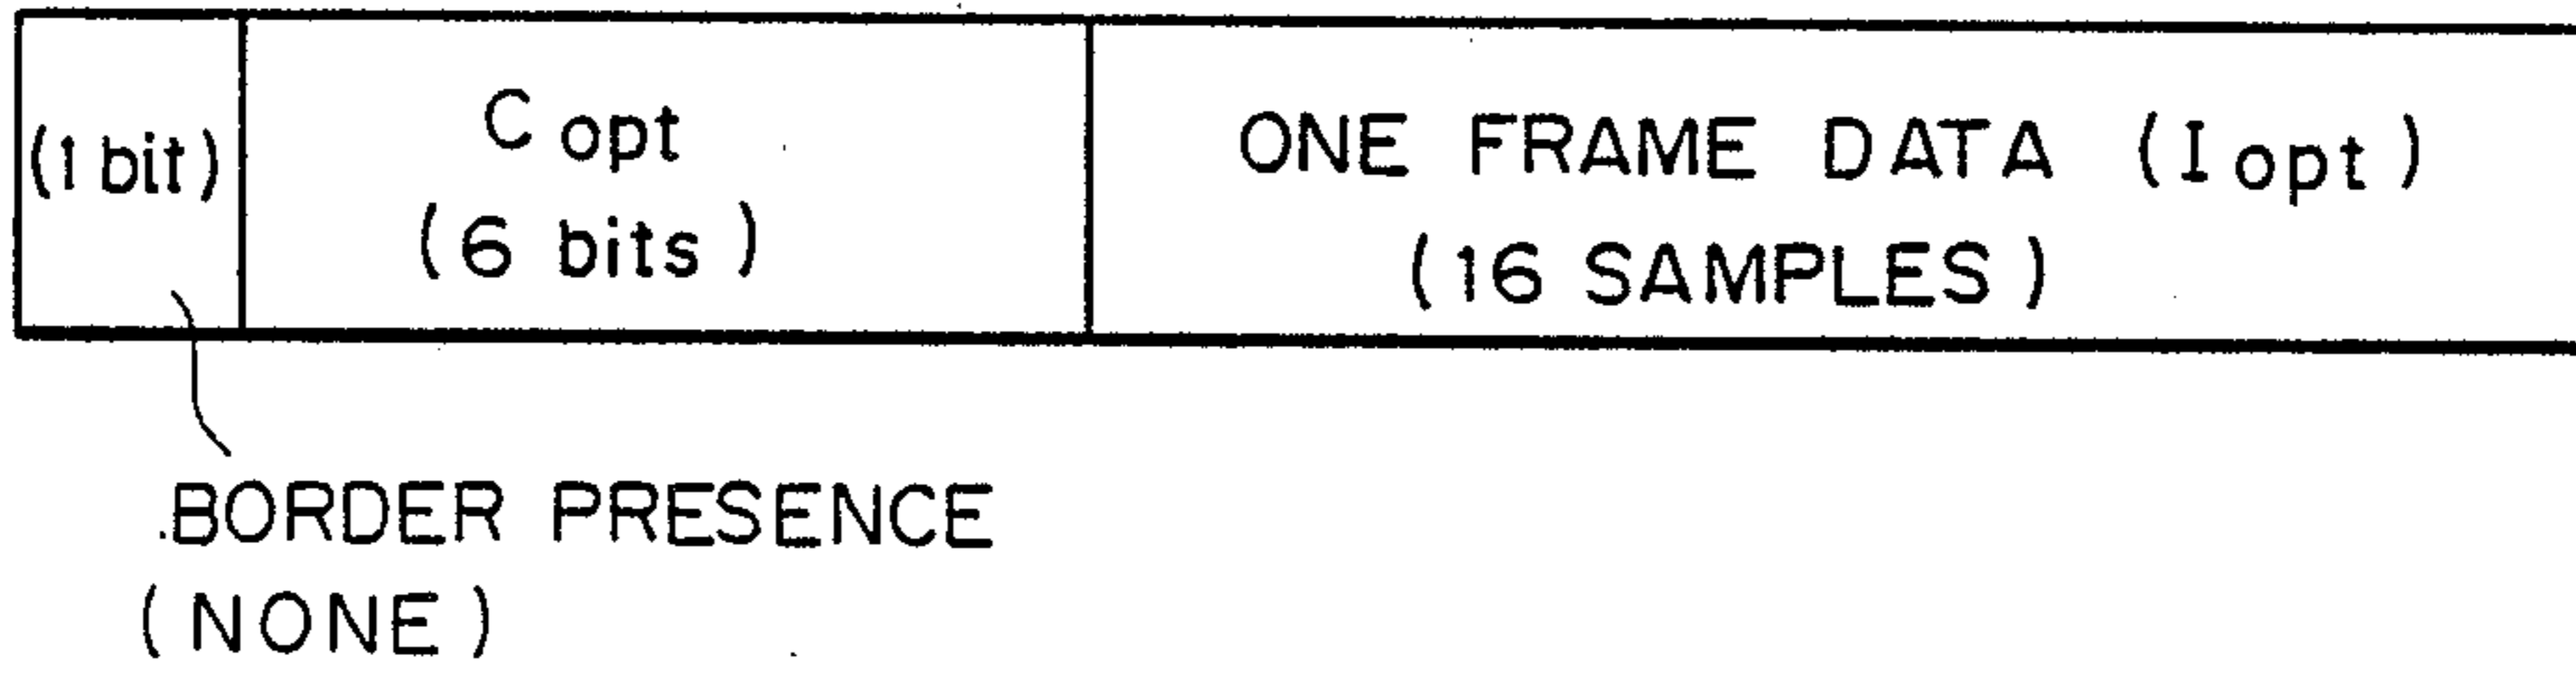 (1 bit)
C opt
(6 bits)
ONE FRAME DATA (I opt)
(16 SAMPLES)
BORDER PRESENCE
(NONE)